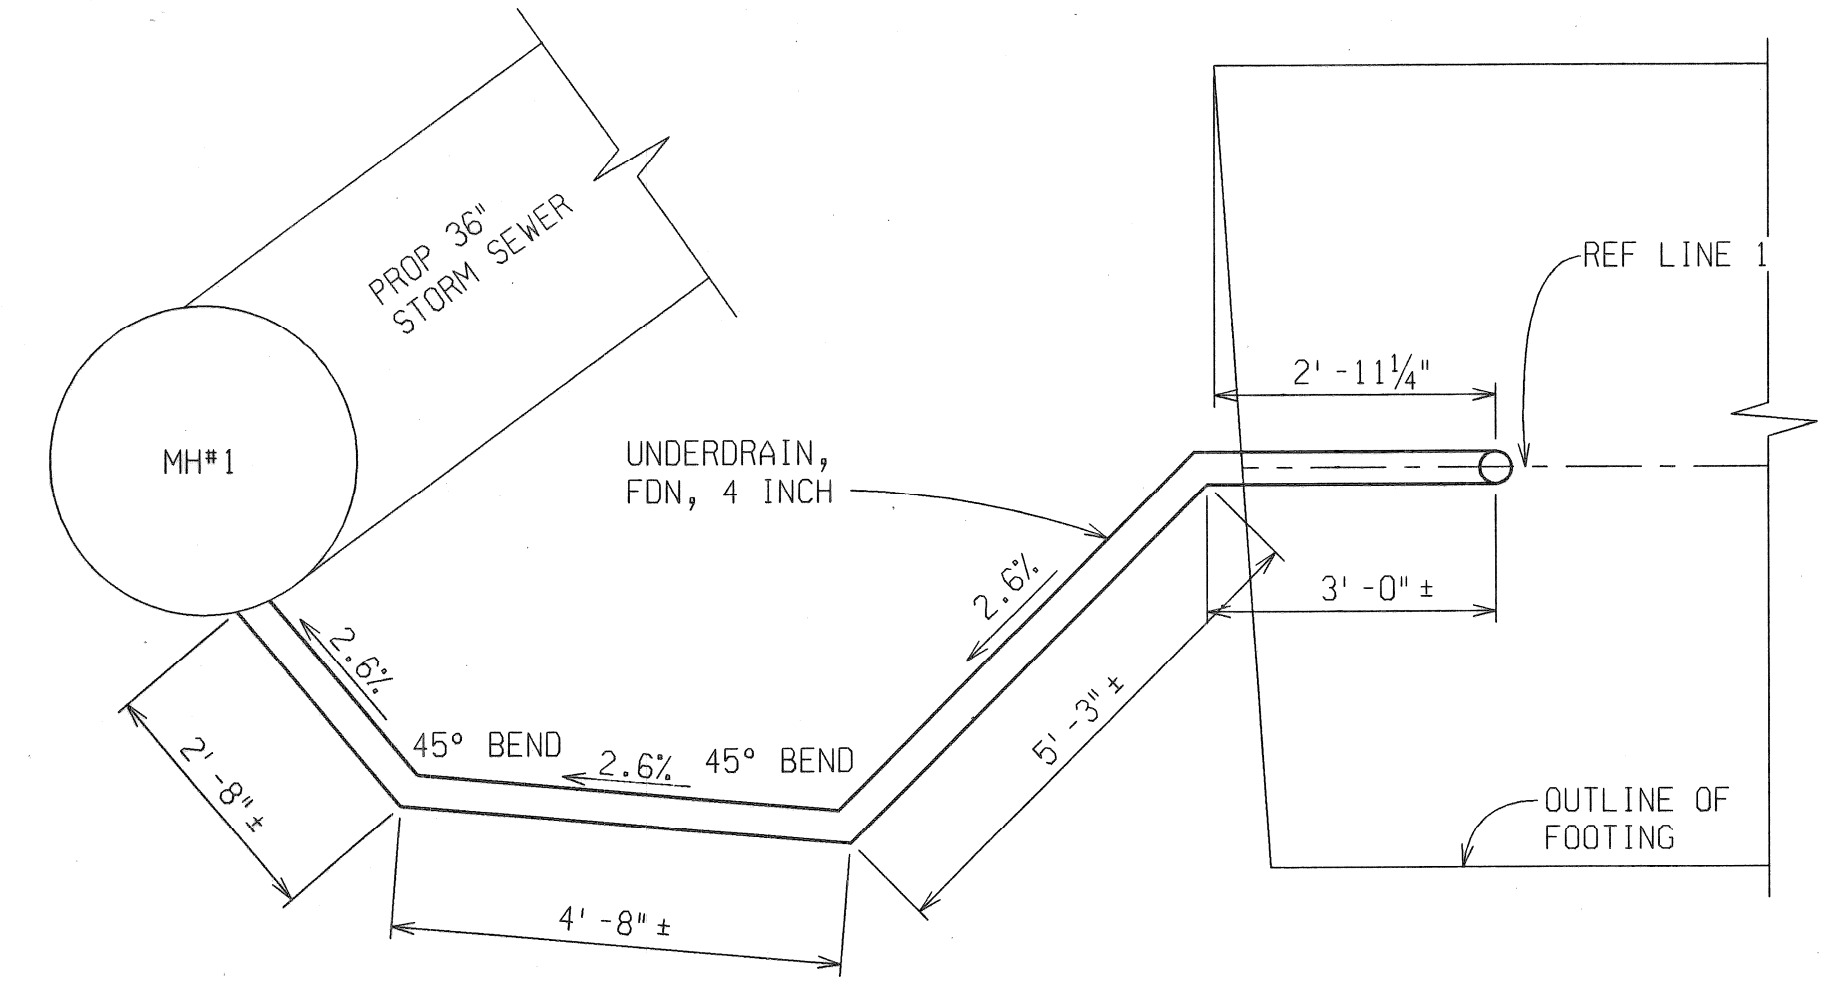 PROP 36"
STORM SEWER
REF LINE 1
2'-11¼"
MH#1
UNDERDRAIN,
FDN, 4 INCH
2.6%
3'-0"±
2.6%
5'-3"±
45° BEND
2.6%
45° BEND
2'-8"±
OUTLINE OF
FOOTING
4'-8"±